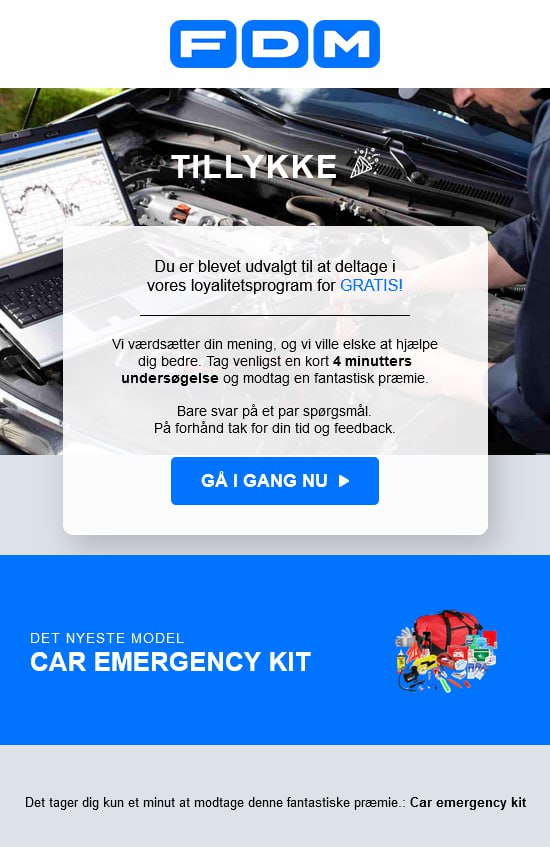 FDM
TILLYKKE
Du er blevet udvalgt til at deltage i
vores loyalitetsprogram for GRATIS!
Vi værdsætter din mening, og vi ville elske at hjælpe
dig bedre. Tag venligst en kort 4 minutters
undersøgelse og modtag en fantastisk præmie.
Bare svar på et par spørgsmål.
På forhånd tak for din tid og feedback.
GÅ I GANG NU
DET NYESTE MODEL
CAR EMERGENCY KIT
Det tager dig kun et minut at modtage denne fantastiske præmie.: Car emergency kit